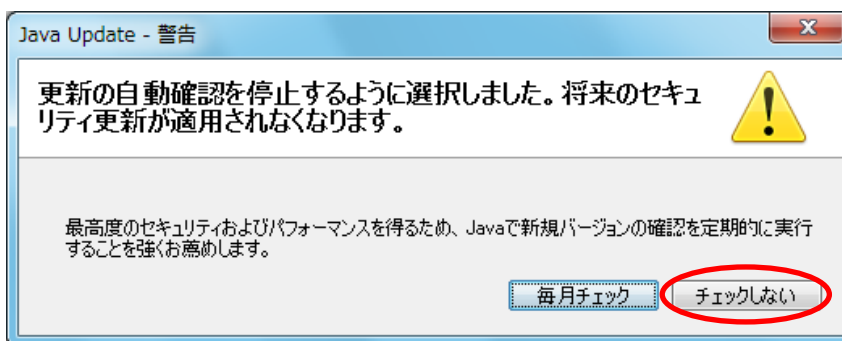 Java Update - 警告
更新の自動確認を停止するように選択しました。将来のセキュ
リティ更新が適用されなくなります。
最高度のセキュリティおよびパフォーマンスを得るため、Javaで新規バージョンの確認を定期的に実行
することを強くお薦めします。
毎月チェック
チェックしない